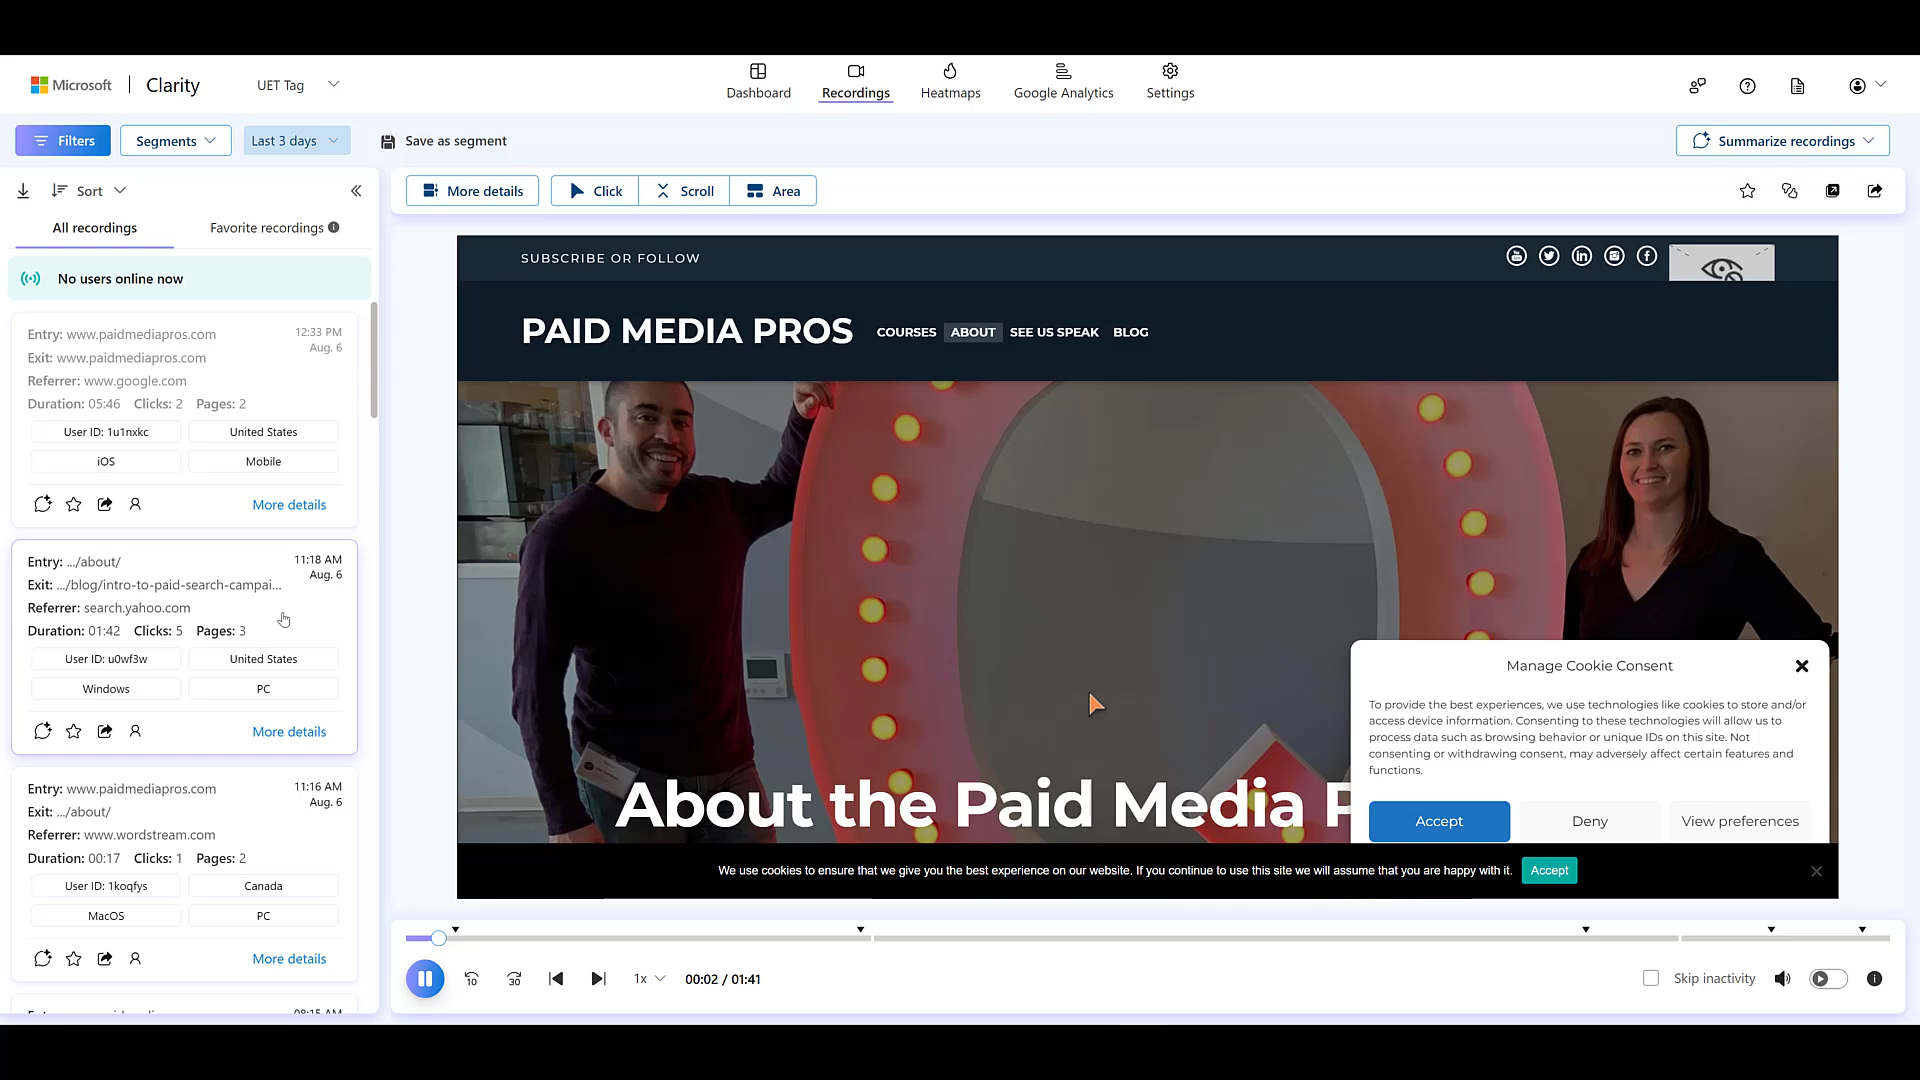 Microsoft | Clarity UET Tag
Dashboard Recordings Heatmaps Google Analytics Settings
Filters Segments Last 3 days Save as segment Summarize recordings
Sort
More details Click Scroll Area
All recordings Favorite recordings
No users online now
Entry: www.paidmediapros.com 12:33 PM
Aug. 6
Exit: www.paidmediapros.com
Referrer: www.google.com
Duration: 05:46 Clicks: 2 Pages: 2
User ID: 1u1nxkc United States
iOS Mobile
More details
Entry: .../about/ 11:18 AM
Aug. 6
Exit: .../blog/intro-to-paid-search-campai...
Referrer: search.yahoo.com
Duration: 01:42 Clicks: 5 Pages: 3
User ID: u0wf3w United States
Windows PC
More details
Entry: www.paidmediapros.com 11:16 AM
Aug. 6
Exit: .../about/
Referrer: www.wordstream.com
Duration: 00:17 Clicks: 1 Pages: 2
User ID: 1koqfys Canada
MacOS PC
More details
SUBSCRIBE OR FOLLOW
PAID MEDIA PROS COURSES ABOUT SEE US SPEAK BLOG
About the Paid Media P
Manage Cookie Consent
To provide the best experiences, we use technologies like cookies to store and/or
access device information. Consenting to these technologies will allow us to
process data such as browsing behavior or unique IDs on this site. Not
consenting or withdrawing consent, may adversely affect certain features and
functions.
Accept Deny View preferences
We use cookies to ensure that we give you the best experience on our website. If you continue to use this site we will assume that you are happy with it. Accept
10 30 1x 00:02 / 01:41 Skip inactivity